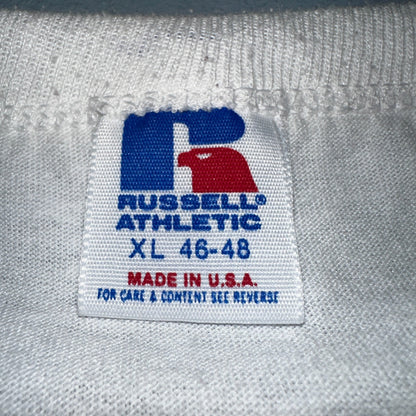 RUSSELL®
ATHLETIC
XL 46-48
MADE IN U.S.A.
FOR CARE & CONTENT SEE REVERSE